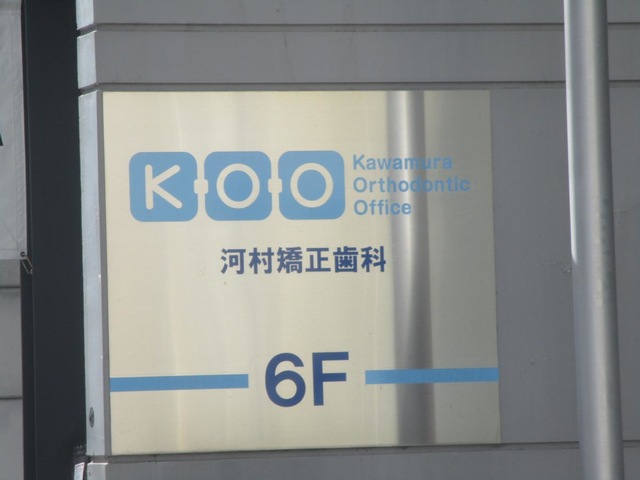 K-O-O
Kawamura
Orthodontic
Office
河村矯正歯科
6F